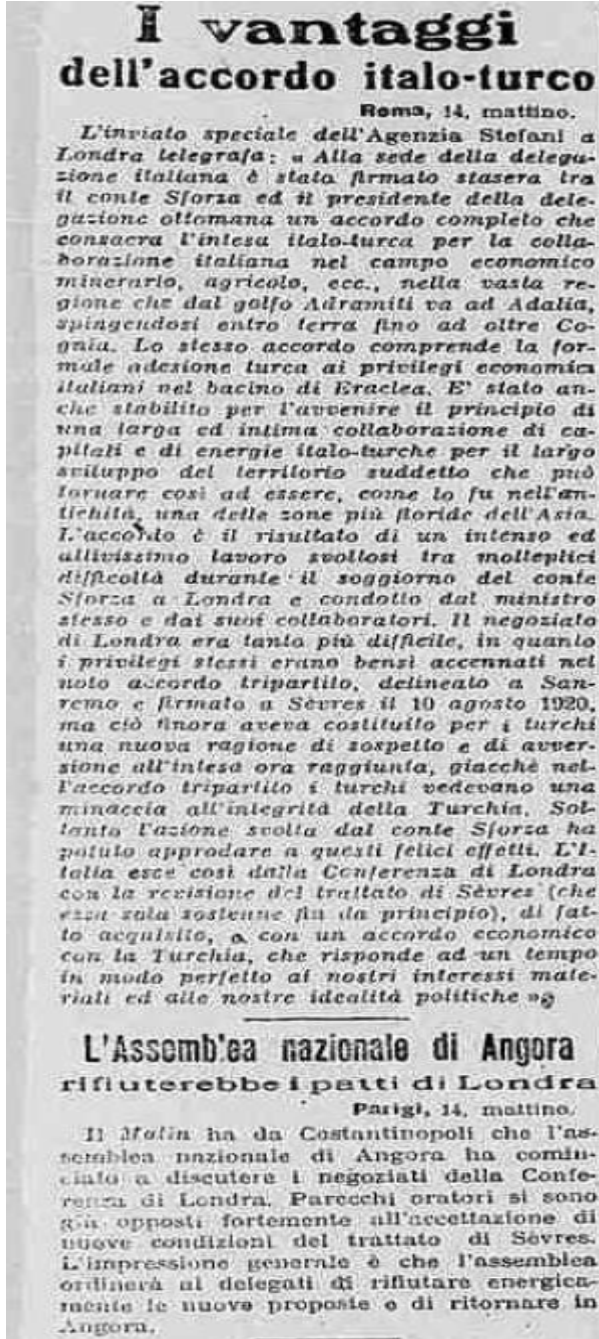 I vantaggi
dell'accordo italo-turco
Roma, 14, mattino.
L'inviato speciale dell'Agenzia Stefani a
Londra telegrafa: « Alla sede della delega-
zione italiana è stato firmato stasera tra
il conte Sforza ed il presidente della dele-
gazione ottomana un accordo completo che
consacra l'intesa italo-turca per la colla-
borazione italiana nel campo economico
minerario, agricolo, ecc., nella vasta re-
gione che dal golfo Adramiti va ad Adalia,
spingendosi entro terra fino ad oltre Co-
gnia. Lo stesso accordo comprende la for-
male adesione turca ai privilegi economici
italiani nel bacino di Eraclea. E' stato an-
che stabilito per l'avvenire il principio di
una larga ed intima collaborazione di ca-
pitali e di energie italo-turche per il largo
sviluppo del territorio suddetto che può
tornare così ad essere, come lo fu nell'an-
tichità, una delle zone più floride dell'Asia.
L'accordo è il risultato di un intenso ed
attivissimo lavoro svoltosi tra molteplici
difficoltà durante il soggiorno del conte
Sforza a Londra e condotto dal ministro
stesso e dai suoi collaboratori. Il negoziato
di Londra era tanto più difficile, in quanto
i privilegi stessi erano bensì accennati nel
noto accordo tripartito, delineato a San-
remo e firmato a Sèvres il 10 agosto 1920,
ma ciò finora aveva costituito per i turchi
una nuova ragione di sospetto e di avver-
sione all'intesa ora raggiunta, giacchè nel-
l'accordo tripartito i turchi vedevano una
minaccia all'integrità della Turchia. Sol-
tanto l'azione svolta dal conte Sforza ha
potuto approdare a questi felici effetti. L'I-
talia esce così dalla Conferenza di Londra
con la revisione del trattato di Sèvres (che
essa sola sostenne fin da principio), di fat-
to acquisito, e con un accordo economico
con la Turchia, che risponde ad un tempo
in modo perfetto ai nostri interessi mate-
riali ed alle nostre idealità politiche ».
L'Assemb'ea nazionale di Angora
rifiuterebbe i patti di Londra
Parigi, 14, mattino.
Il Matin ha da Costantinopoli che l'as-
semblea nazionale di Angora ha comin-
ciato a discutere i negoziati della Confe-
renza di Londra. Parecchi oratori si sono
già opposti fortemente all'accettazione di
nuove condizioni del trattato di Sèvres.
L'impressione generale è che l'assemblea
ordinerà ai delegati di rifiutare energica-
mente le nuove proposte e di ritornare in
Angora.